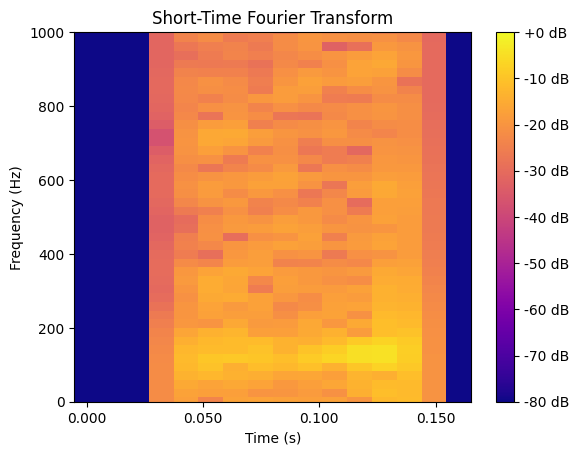 Short-Time Fourier Transform
1000
800
600
400
200
0
Frequency (Hz)
0.000
0.050
0.100
0.150
Time (s)
+0 dB
-10 dB
-20 dB
-30 dB
-40 dB
-50 dB
-60 dB
-70 dB
-80 dB